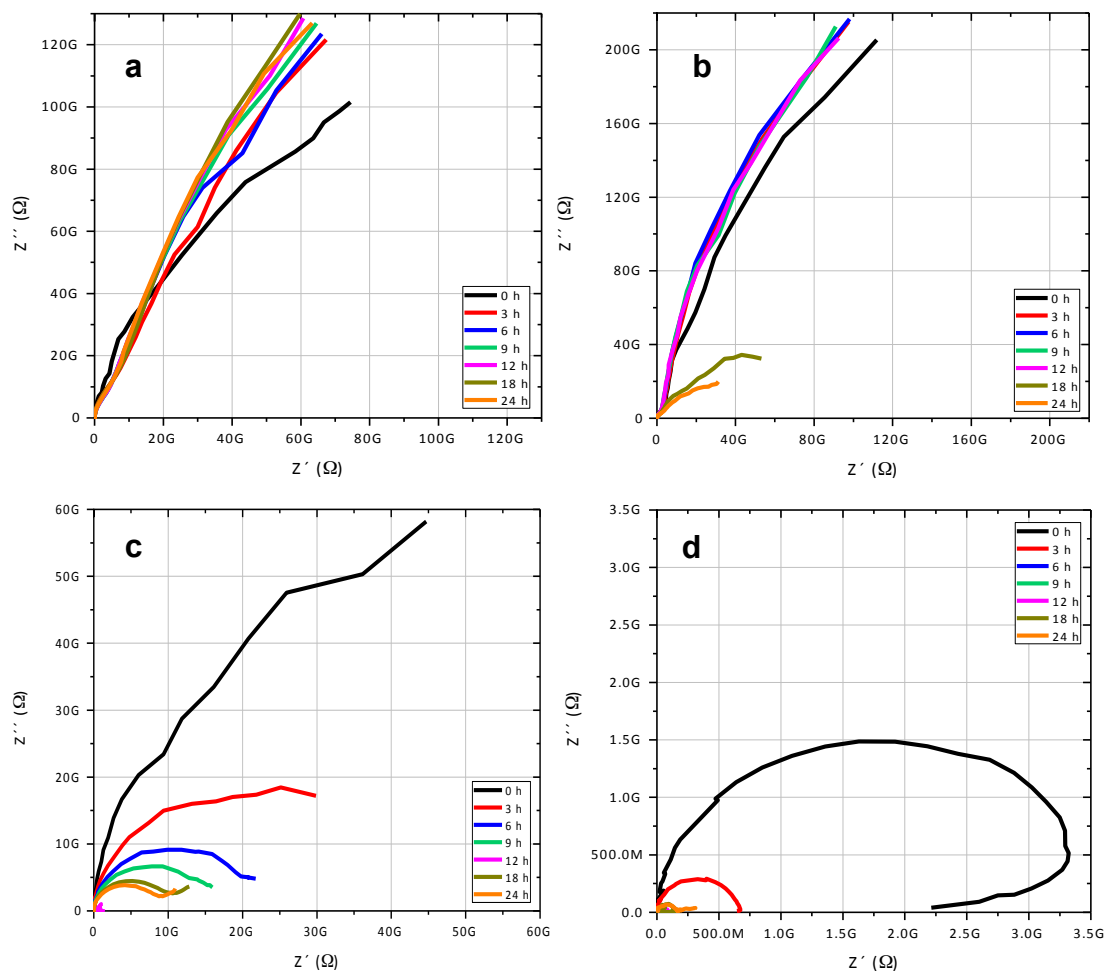 a
120G
100G
80G
60G
40G
20G
0
Z´´ (Ω)
0 20G 40G 60G 80G 100G 120G
Z´ (Ω)
0 h
3 h
6 h
9 h
12 h
18 h
24 h
b
200G
160G
120G
80G
40G
0
Z´´ (Ω)
0 40G 80G 120G 160G 200G
Z´ (Ω)
0 h
3 h
6 h
9 h
12 h
18 h
24 h
c
60G
50G
40G
30G
20G
10G
0
Z´´ (Ω)
0 10G 20G 30G 40G 50G 60G
Z´ (Ω)
0 h
3 h
6 h
9 h
12 h
18 h
24 h
d
3.5G
3.0G
2.5G
2.0G
1.5G
1.0G
500.0M
0.0
Z´´ (Ω)
0.0 500.0M 1.0G 1.5G 2.0G 2.5G 3.0G 3.5G
Z´ (Ω)
0 h
3 h
6 h
9 h
12 h
18 h
24 h